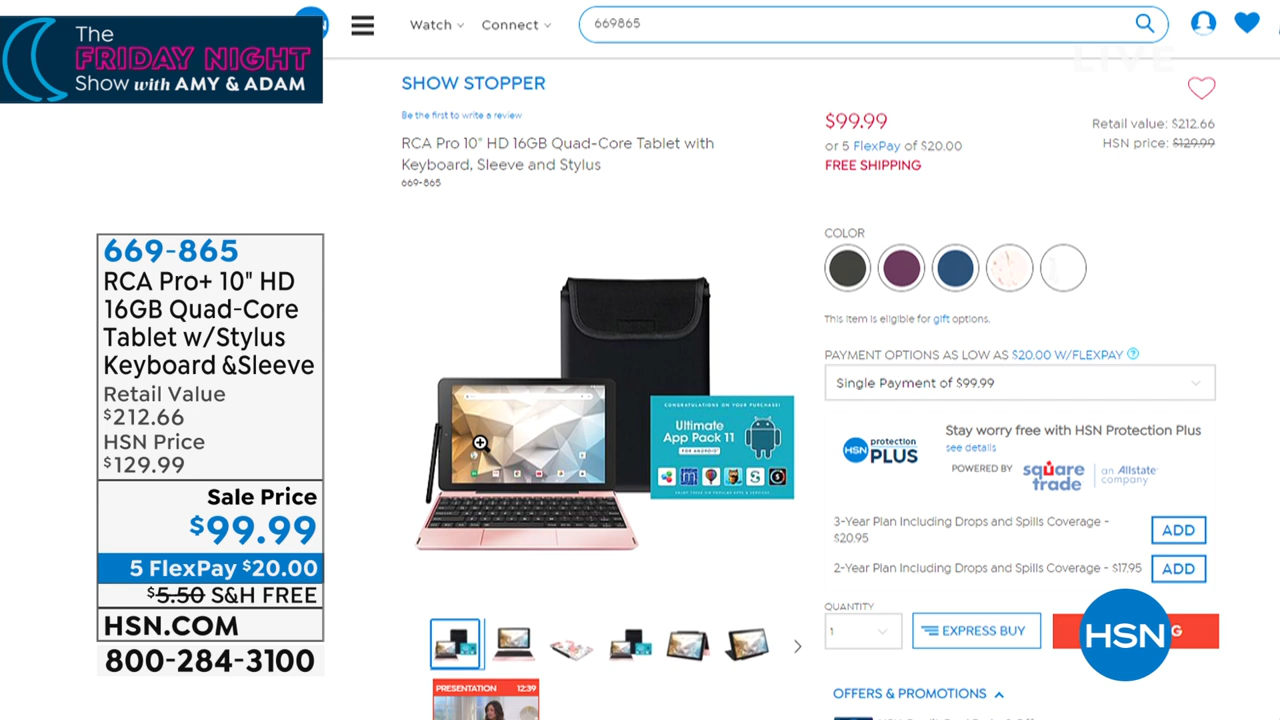 The
FRIDAY NIGHT
Show with AMY & ADAM
Watch
Connect
669865
LIVE
SHOW STOPPER
Be the first to write a review
RCA Pro 10" HD 16GB Quad-Core Tablet with
Keyboard, Sleeve and Stylus
669-865
$99.99
or 5 FlexPay of $20.00
FREE SHIPPING
Retail value: $212.66
HSN price: $129.99
COLOR
This item is eligible for gift options.
PAYMENT OPTIONS AS LOW AS $20.00 W/FLEXPAY ?
Single Payment of $99.99
HSN protection
PLUS
Stay worry free with HSN Protection Plus
see details
POWERED BY square
trade
an Allstate
company
3-Year Plan Including Drops and Spills Coverage -
$20.95
ADD
2-Year Plan Including Drops and Spills Coverage - $17.95
ADD
QUANTITY
1
EXPRESS BUY
HSN
OFFERS & PROMOTIONS
669-865
RCA Pro+ 10" HD
16GB Quad-Core
Tablet w/Stylus
Keyboard &Sleeve
Retail Value
$212.66
HSN Price
$129.99
Sale Price
$99.99
5 FlexPay $20.00
$5.50 S&H FREE
HSN.COM
800-284-3100
CONGRATULATIONS ON YOUR PURCHASE!
Ultimate
App Pack 11
FOR ANDROID
PRESENTATION 12:39